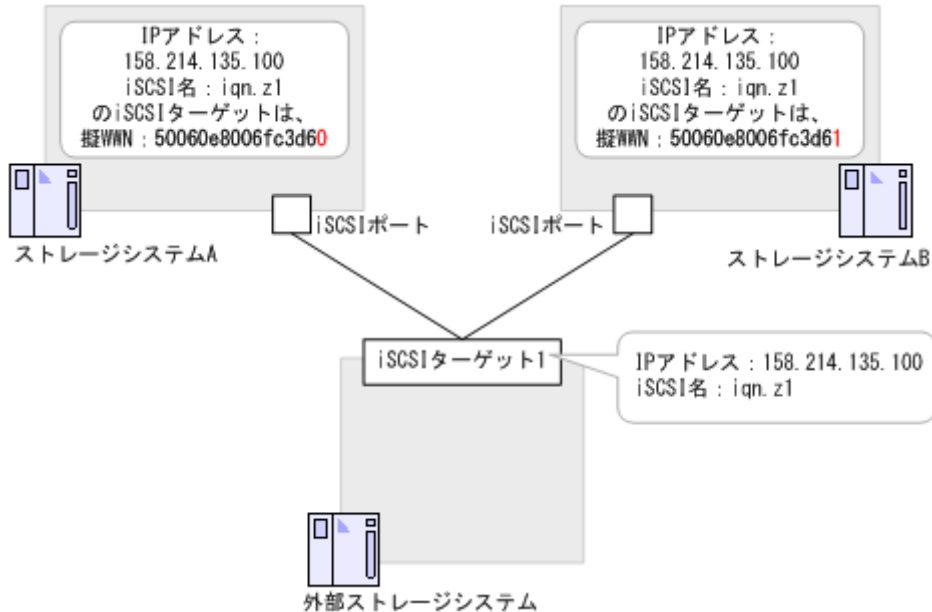 IPアドレス：
158.214.135.100
iSCSI名：iqn.z1
のiSCSIターゲットは、
擬WWN：50060e8006fc3d60
IPアドレス：
158.214.135.100
iSCSI名：iqn.z1
のiSCSIターゲットは、
擬WWN：50060e8006fc3d61
iSCSIポート
iSCSIポート
ストレージシステムA
ストレージシステムB
iSCSIターゲット1
IPアドレス：158.214.135.100
iSCSI名：iqn.z1
外部ストレージシステム